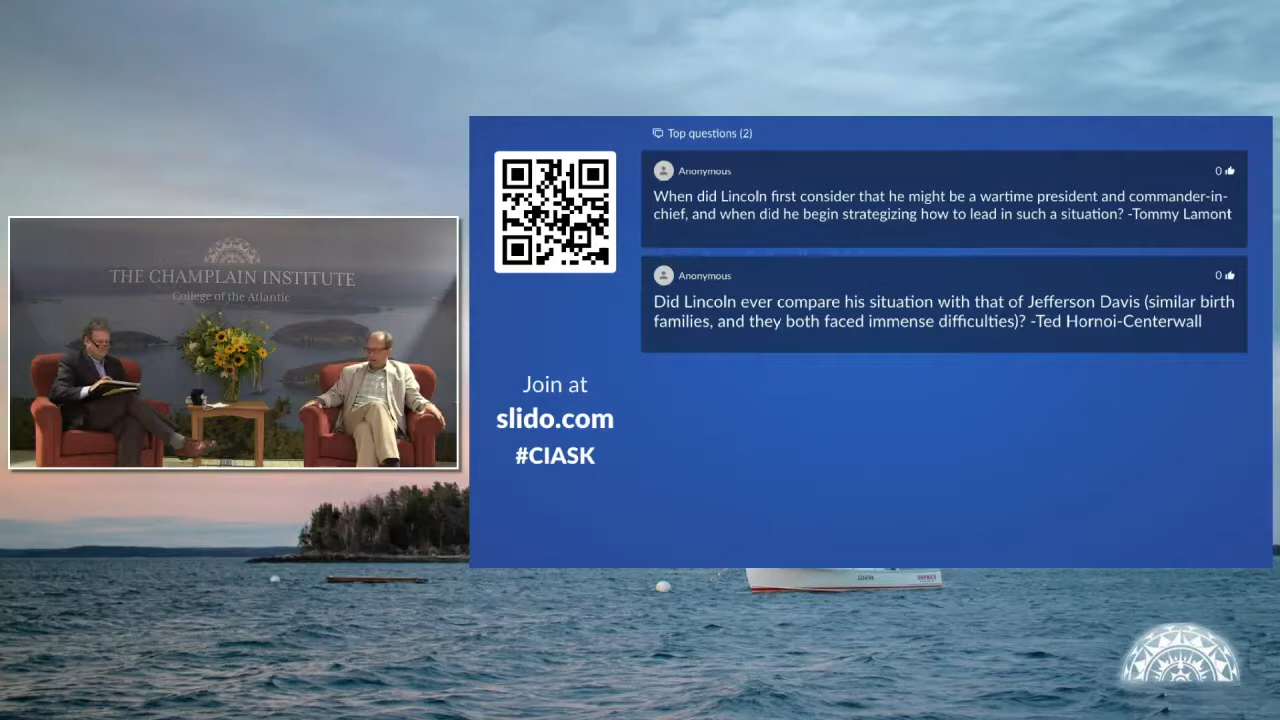 THE CHAMPLAIN INSTITUTE
College of the Atlantic
Top questions (2)
Anonymous
0
When did Lincoln first consider that he might be a wartime president and commander-in-
chief, and when did he begin strategizing how to lead in such a situation? -Tommy Lamont
Anonymous
0
Did Lincoln ever compare his situation with that of Jefferson Davis (similar birth
families, and they both faced immense difficulties)? -Ted Hornoi-Centerwall
Join at
slido.com
#CIASK